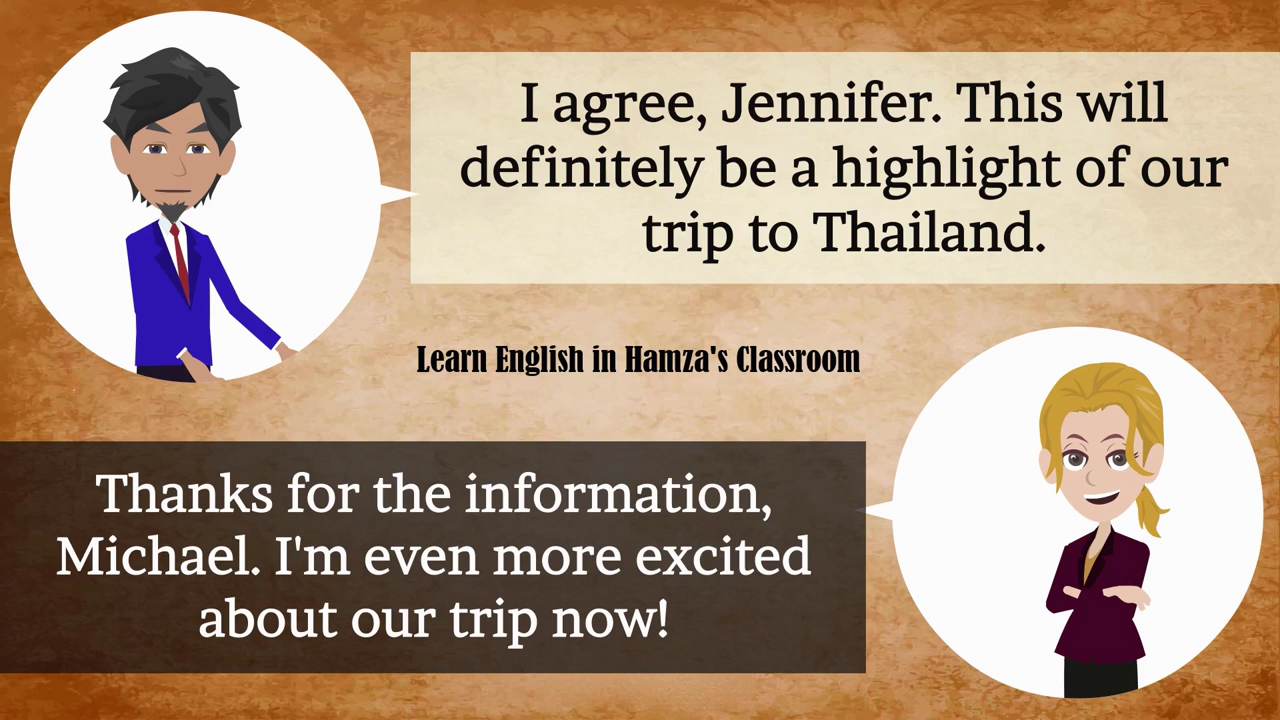 I agree, Jennifer. This will
definitely be a highlight of our
trip to Thailand.
Learn English in Hamza's Classroom
Thanks for the information,
Michael. I'm even more excited
about our trip now!